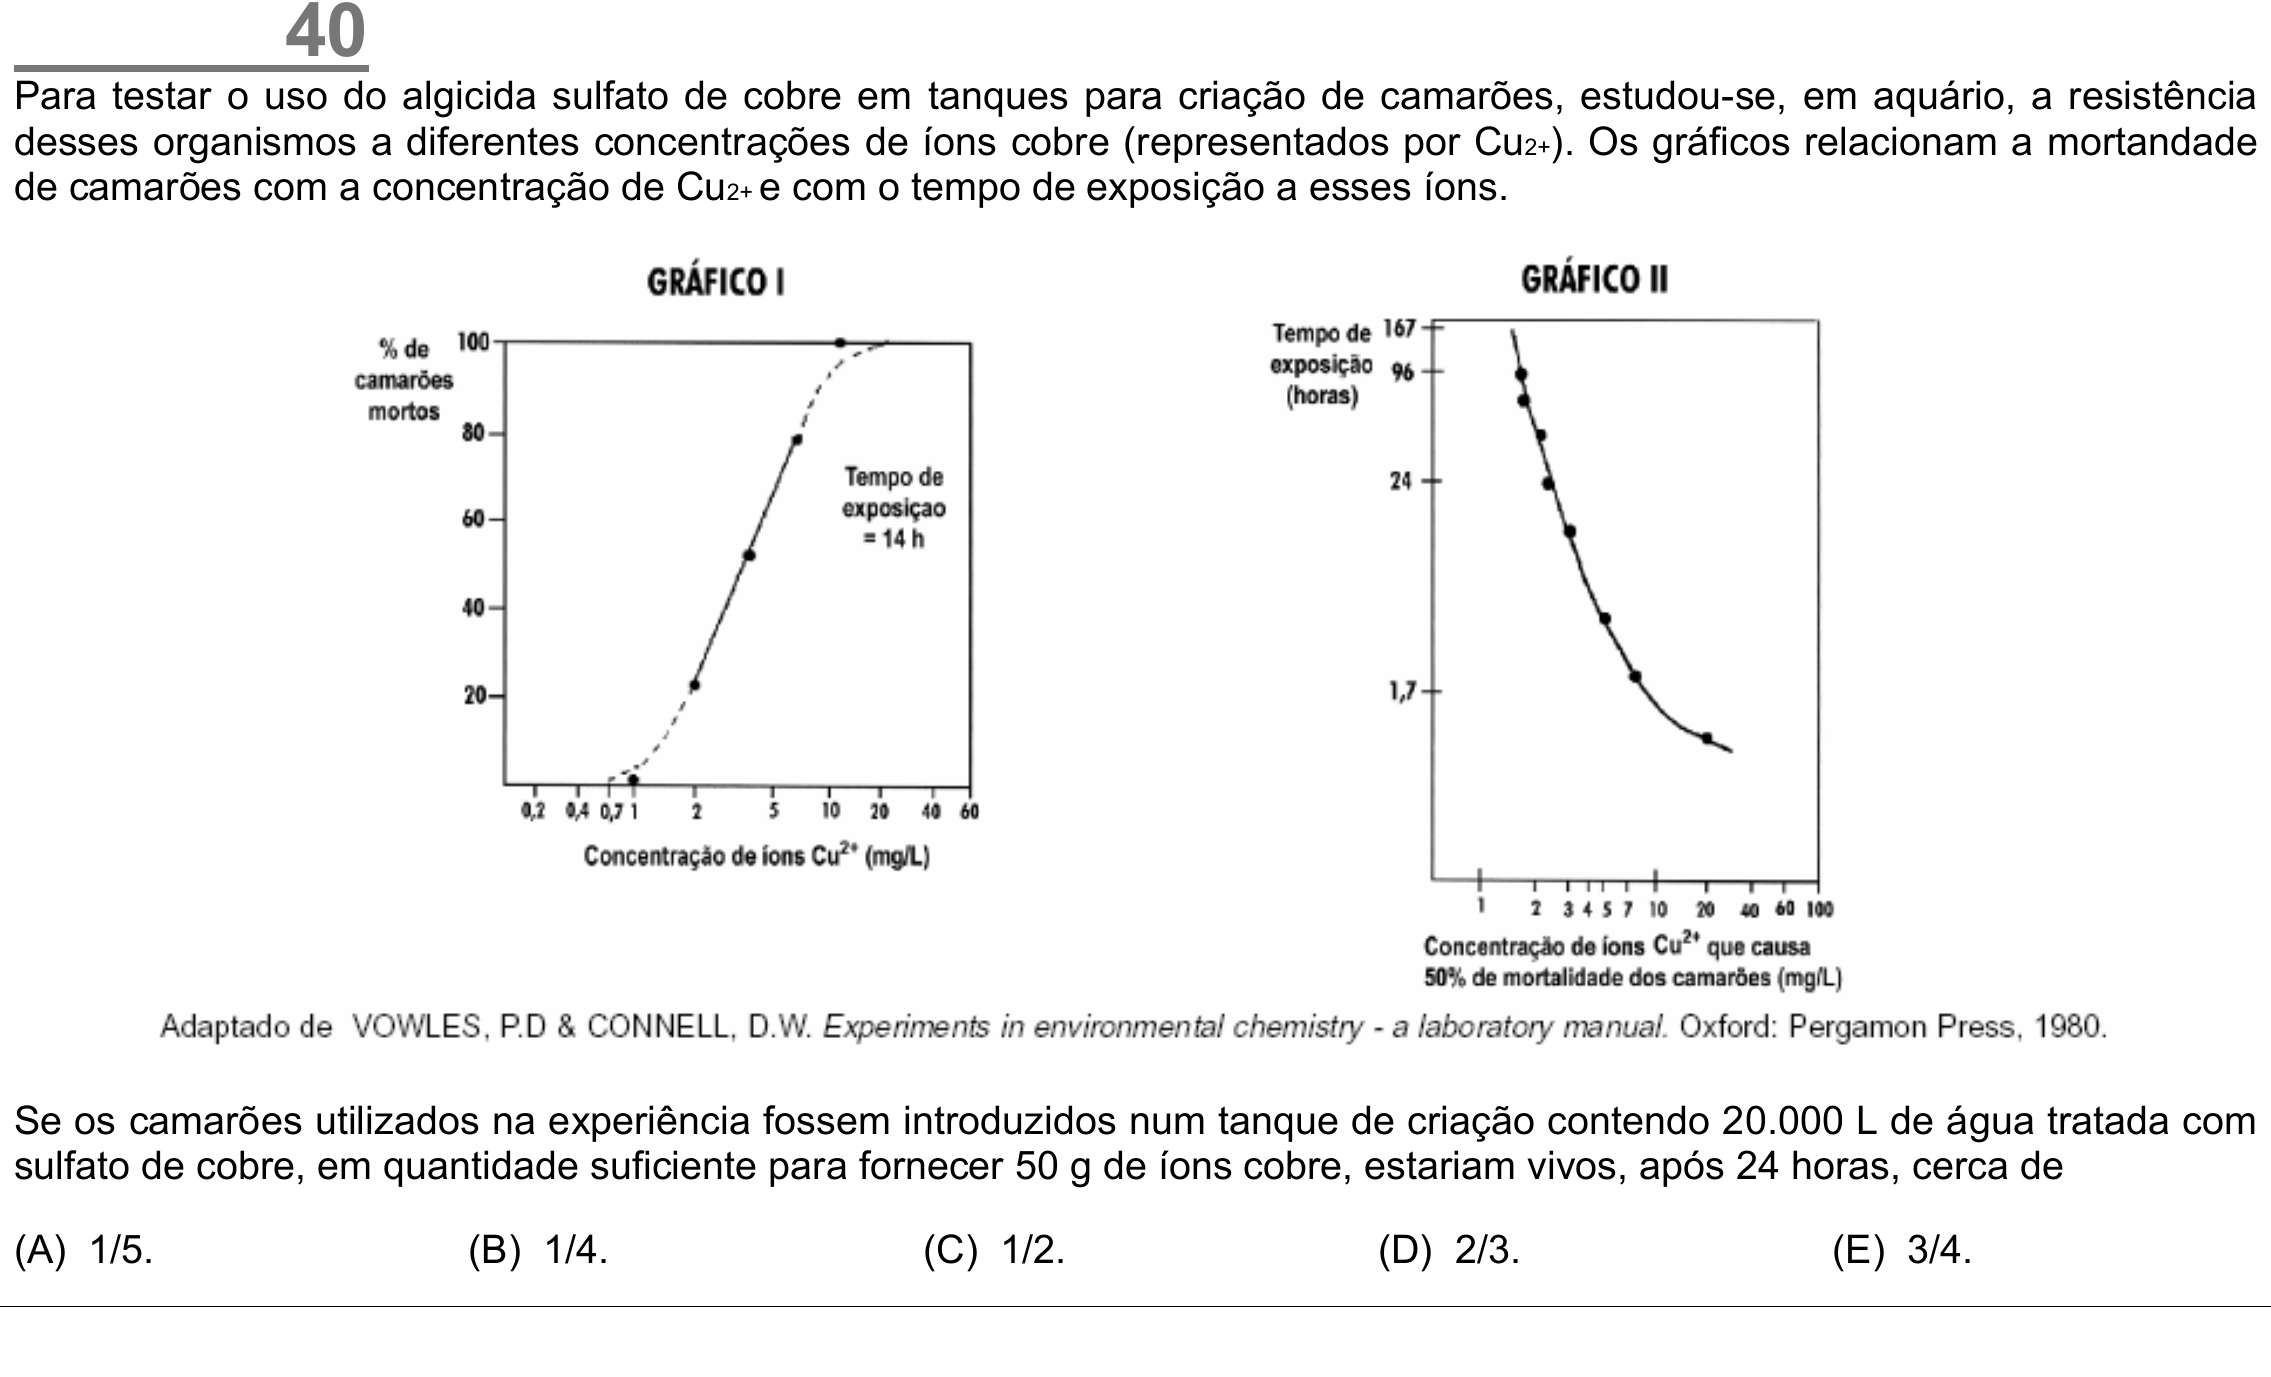 40
Para testar o uso do algicida sulfato de cobre em tanques para criação de camarões, estudou-se, em aquário, a resistência
desses organismos a diferentes concentrações de íons cobre (representados por Cu2+). Os gráficos relacionam a mortandade
de camarões com a concentração de Cu2+ e com o tempo de exposição a esses íons.
GRÁFICO I
% de
camarões
mortos
100
80
60
40
20
Tempo de
exposiçao
= 14 h
0,2 0,4 0,7 1 2 5 10 20 40 60
Concentração de íons Cu²⁺ (mg/L)
GRÁFICO II
Tempo de
exposição
(horas)
167
96
24
1,7
1 2 3 4 5 7 10 20 40 60 100
Concentração de íons Cu²⁺ que causa
50% de mortalidade dos camarões (mg/L)
Adaptado de VOWLES, P.D & CONNELL, D.W. Experiments in environmental chemistry - a laboratory manual. Oxford: Pergamon Press, 1980.
Se os camarões utilizados na experiência fossem introduzidos num tanque de criação contendo 20.000 L de água tratada com
sulfato de cobre, em quantidade suficiente para fornecer 50 g de íons cobre, estariam vivos, após 24 horas, cerca de
(A) 1/5. (B) 1/4. (C) 1/2. (D) 2/3. (E) 3/4.